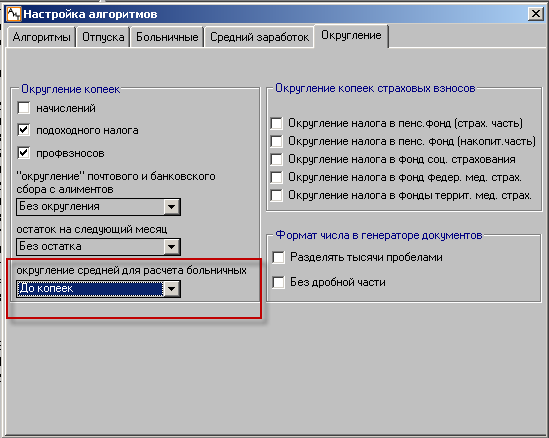 Настройка алгоритмов
Алгоритмы
Отпуска
Больничные
Средний заработок
Округление
Округление копеек
начислений
подоходного налога
профвзносов
"округление" почтового и банковского
сбора с алиментов
Без округления
остаток на следующий месяц
Без остатка
округление средней для расчета больничных
До копеек
Округление копеек страховых взносов
Округление налога в пенс.фонд (страх. часть)
Округление налога в пенс. фонд (накопит.часть)
Округление налога в фонд соц. страхования
Округление налога в фонд федер. мед. страх.
Округление налога в фонды территт. мед. страх.
Формат числа в генераторе документов
Разделять тысячи пробелами
Без дробной части